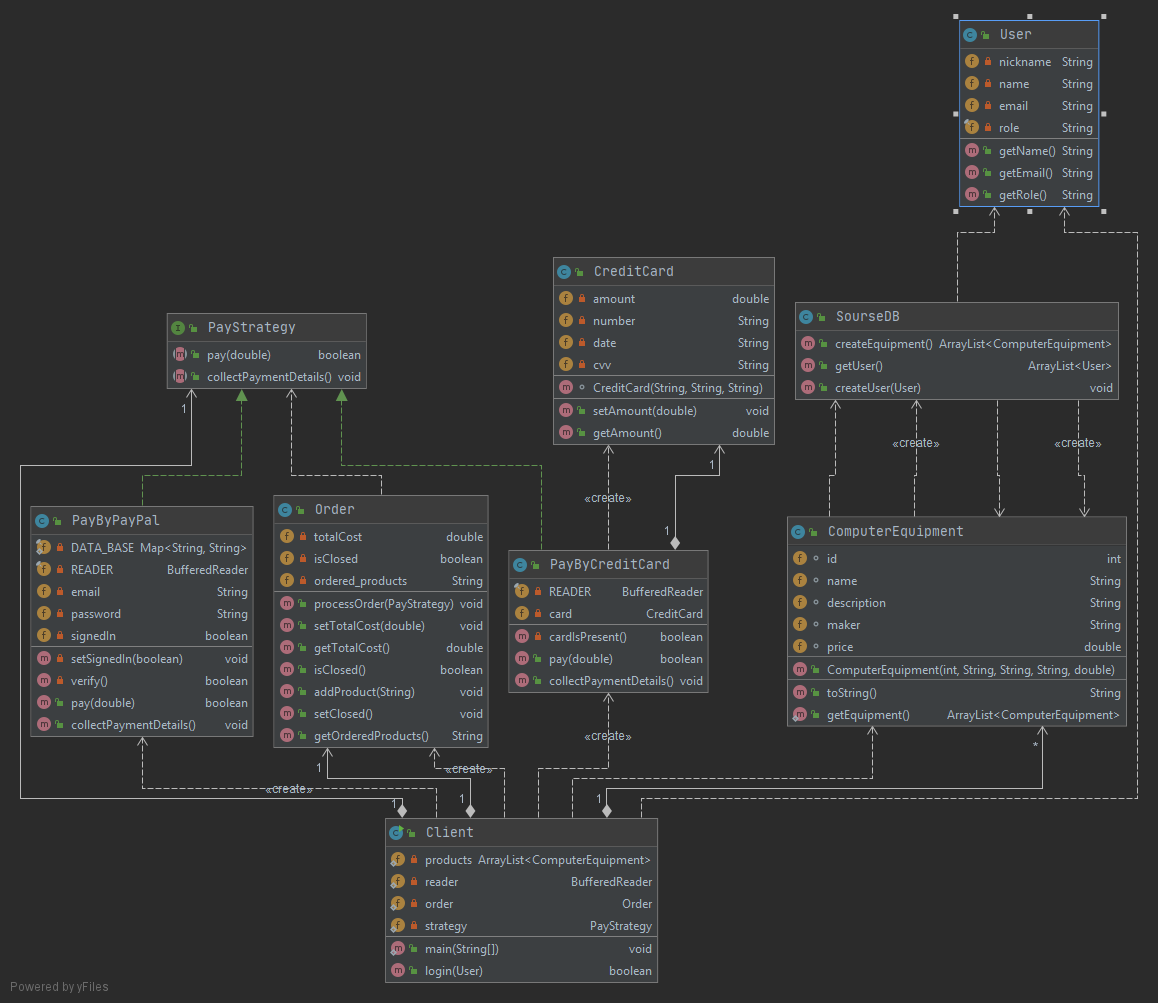 User
nickname String
name String
email String
role String
getName() String
getEmail() String
getRole() String
CreditCard
amount double
number String
date String
cvv String
CreditCard(String, String, String)
setAmount(double) void
getAmount() double
PayStrategy
pay(double) boolean
collectPaymentDetails() void
SourseDB
createEquipment() ArrayList<ComputerEquipment>
getUser() ArrayList<User>
createUser(User) void
1
«create»
«create»
1
«create»
PayByPayPal
DATA_BASE Map<String, String>
READER BufferedReader
email String
password String
signedIn boolean
setSignedIn(boolean) void
verify() boolean
pay(double) boolean
collectPaymentDetails() void
Order
totalCost double
isClosed boolean
ordered_products String
processOrder(PayStrategy) void
setTotalCost(double) void
getTotalCost() double
isClosed() boolean
addProduct(String) void
setClosed() void
getOrderedProducts() String
1
PayByCreditCard
READER BufferedReader
card CreditCard
cardIsPresent() boolean
pay(double) boolean
collectPaymentDetails() void
ComputerEquipment
id int
name String
description String
maker String
price double
ComputerEquipment(int, String, String, String, double)
toString() String
getEquipment() ArrayList<ComputerEquipment>
«create»
*
1
«create»
«create»
1
1
1
Client
products ArrayList<ComputerEquipment>
reader BufferedReader
order Order
strategy PayStrategy
main(String[]) void
login(User) boolean
Powered by yFiles